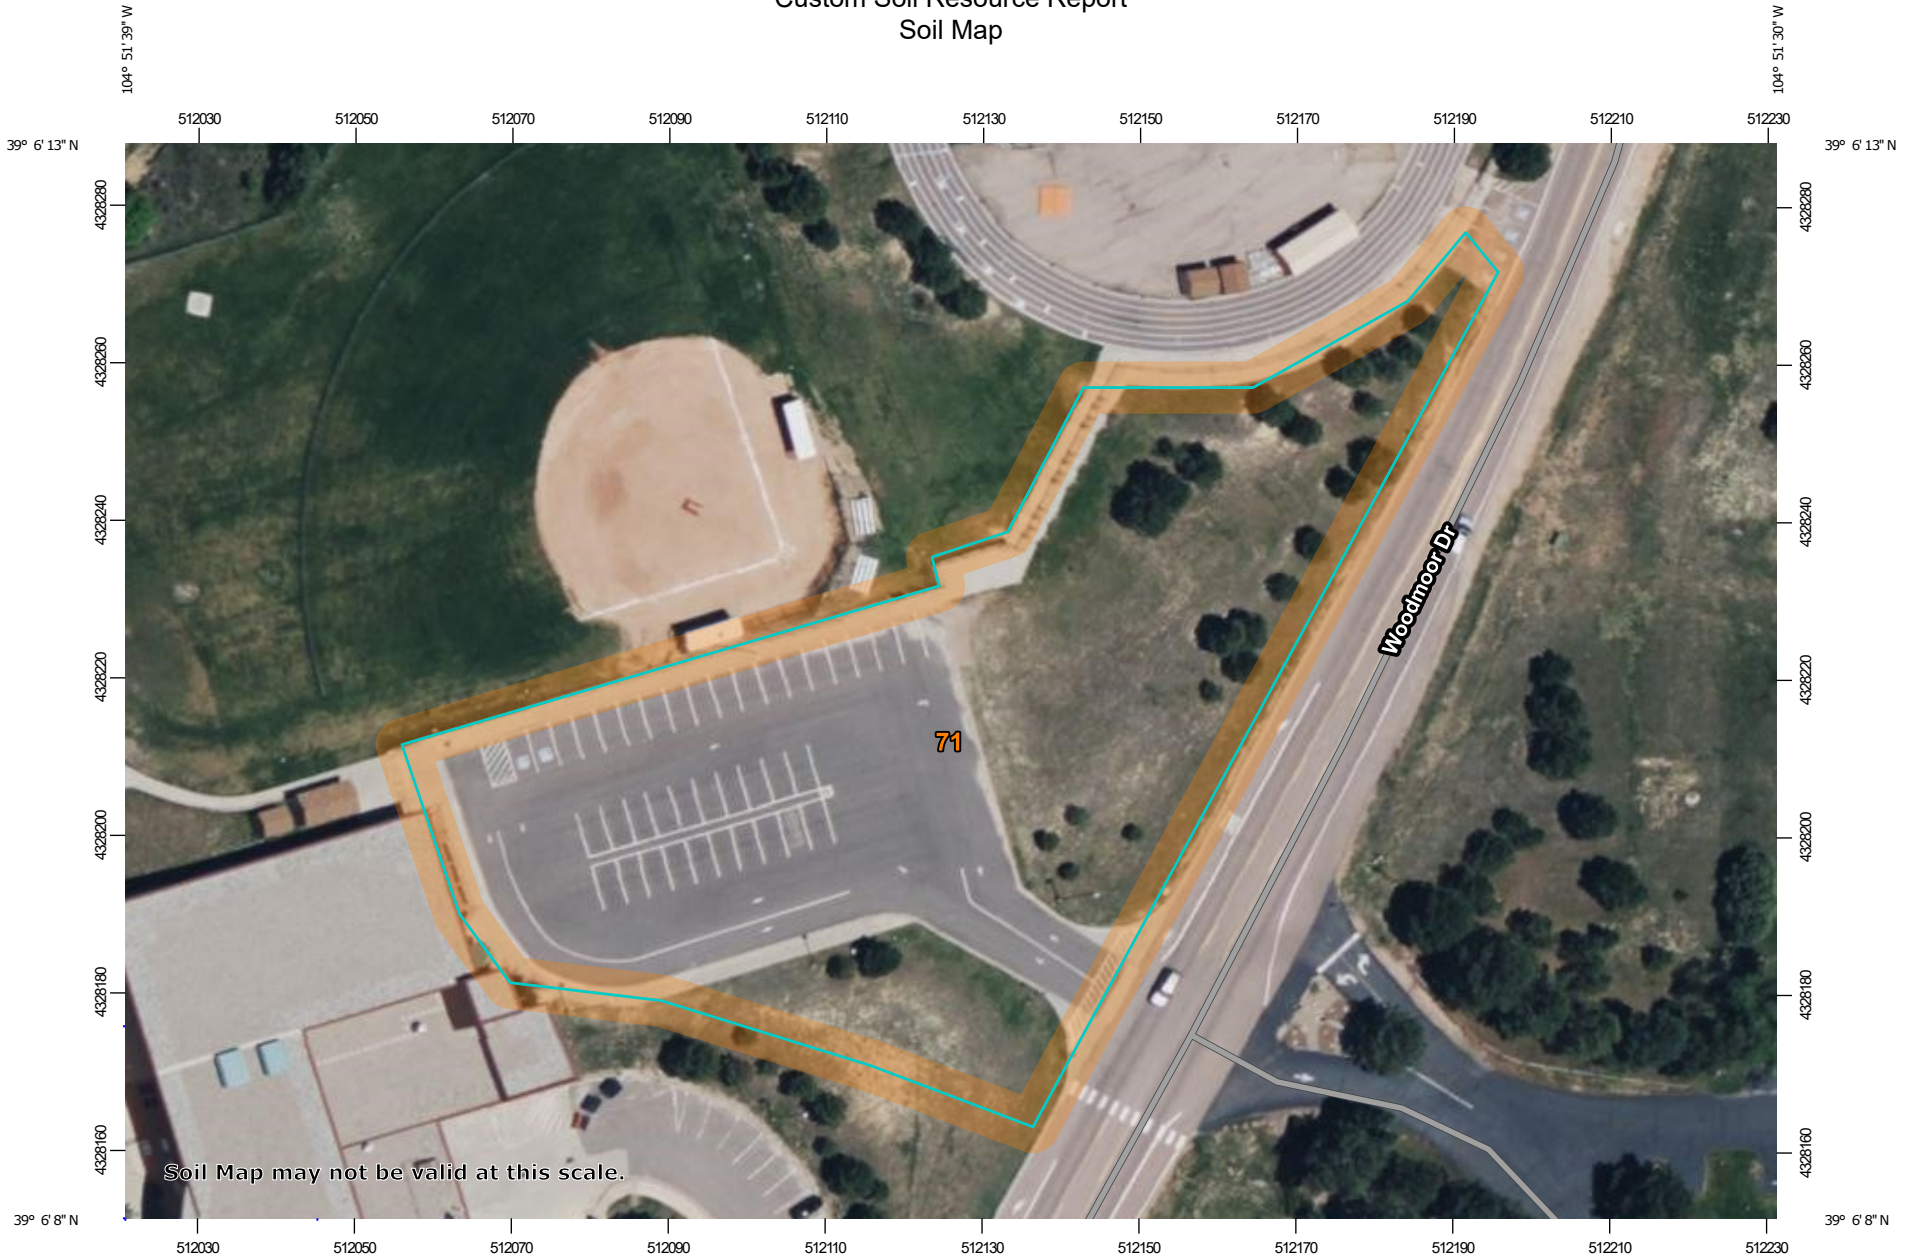 Custom Soil Resource Report
Soil Map
104° 51' 39" W
104° 51' 30" W
512030 512050 512070 512090 512110 512130 512150 512170 512190 512210 512230
39° 6' 13" N
39° 6' 13" N
4328280
4328280
4328260
4328260
4328240
4328240
Woodmoor Dr
4328220
4328220
71
4328200
4328200
4328180
4328180
4328160
4328160
Soil Map may not be valid at this scale.
39° 6' 8" N
39° 6' 8" N
512030 512050 512070 512090 512110 512130 512150 512170 512190 512210 512230